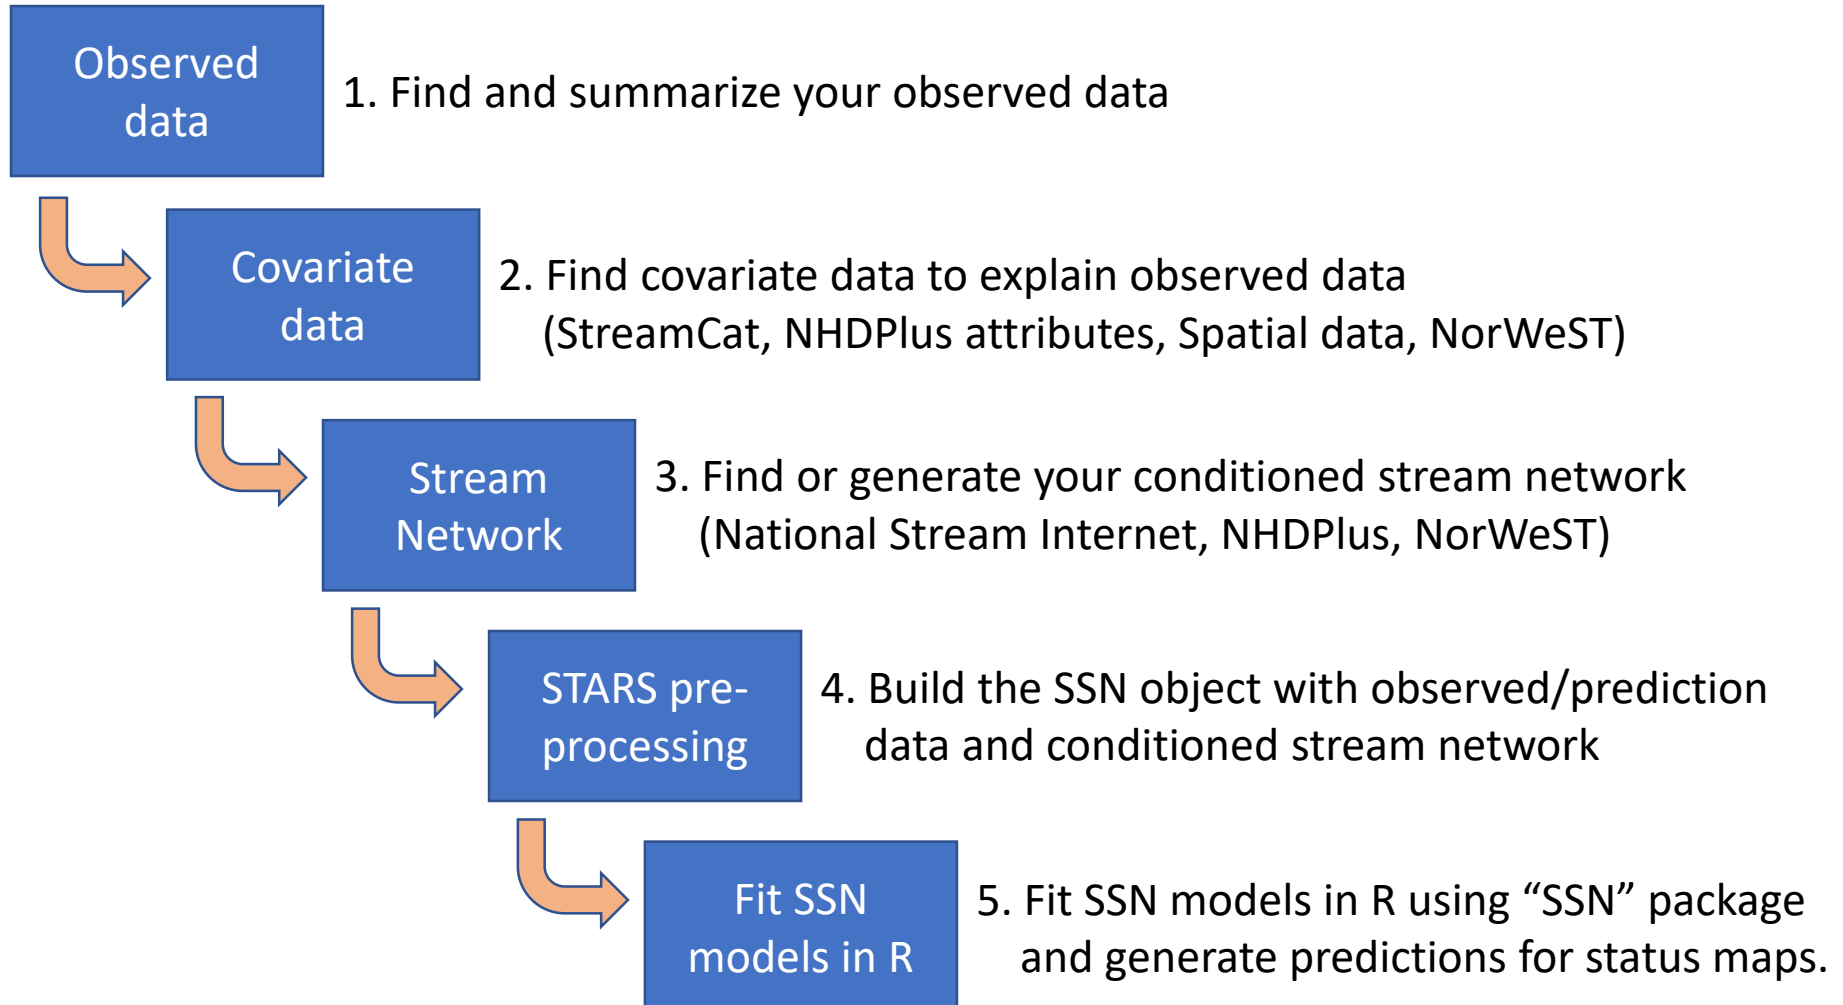 Observed
data
1. Find and summarize your observed data
Covariate
data
2. Find covariate data to explain observed data
(StreamCat, NHDPlus attributes, Spatial data, NorWeST)
Stream
Network
3. Find or generate your conditioned stream network
(National Stream Internet, NHDPlus, NorWeST)
STARS pre-
processing
4. Build the SSN object with observed/prediction
data and conditioned stream network
Fit SSN
models in R
5. Fit SSN models in R using “SSN” package
and generate predictions for status maps.